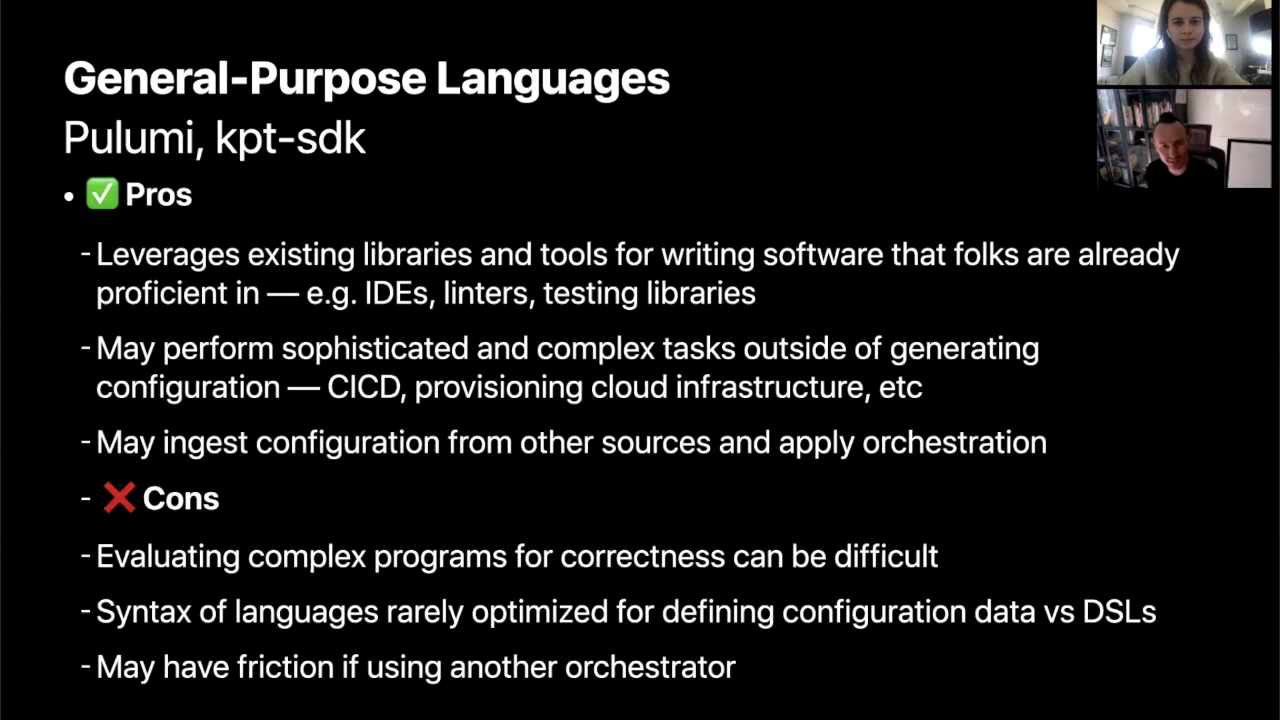 General-Purpose Languages
Pulumi, kpt-sdk
• ✅ Pros
- Leverages existing libraries and tools for writing software that folks are already
proficient in — e.g. IDEs, linters, testing libraries
- May perform sophisticated and complex tasks outside of generating
configuration — CICD, provisioning cloud infrastructure, etc
- May ingest configuration from other sources and apply orchestration
- ❌ Cons
- Evaluating complex programs for correctness can be difficult
- Syntax of languages rarely optimized for defining configuration data vs DSLs
- May have friction if using another orchestrator